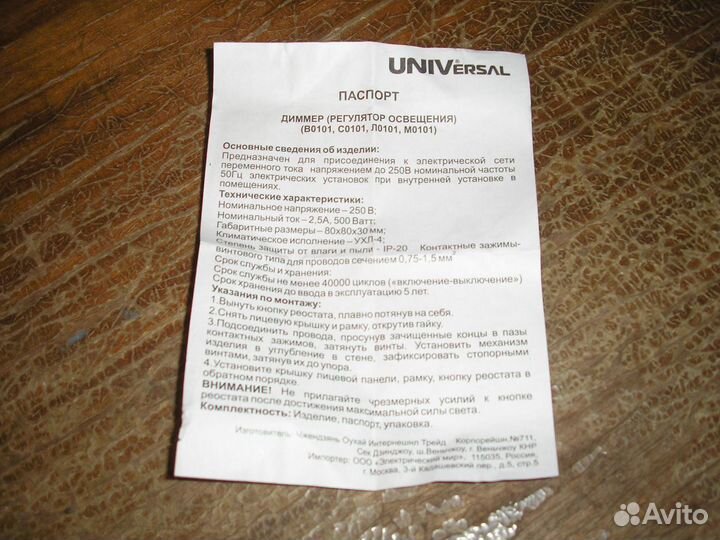 UNIVERSAL
ПАСПОРТ
ДИММЕР (РЕГУЛЯТОР ОСВЕЩЕНИЯ)
(В0101, С0101, Л0101, М0101)
Основные сведения об изделии:
Предназначен для присоединения к электрической сети
переменного тока напряжением до 250В номинальной частоты
50Гц электрических установок при внутренней установке в
помещениях.
Технические характеристики:
Номинальное напряжение – 250 В;
Номинальный ток – 2,5А, 500 Ватт;
Габаритные размеры – 80х80х30 мм;
Климатическое исполнение – УХЛ-4;
Степень защиты от влаги и пыли - IP-20 Контактные зажимы-
винтового типа для проводов сечением 0,75-1,5 мм²
Срок службы и хранения:
Срок службы не менее 40000 циклов («включение-выключение»)
Срок хранения до ввода в эксплуатацию 5 лет.
Указания по монтажу:
1.Вынуть кнопку реостата, плавно потянув на себя.
2.Снять лицевую крышку и рамку, открутив гайку.
3.Подсоединить провода, просунув зачищенные концы в пазы
контактных зажимов, затянуть винты. Установить механизм
изделия в углубление в стене, зафиксировать стопорными
винтами, затянув их до упора.
4.Установите крышку лицевой панели, рамку, кнопку реостата в
обратном порядке.
ВНИМАНИЕ! Не прилагайте чрезмерных усилий к кнопке
реостата после достижения максимальной силы света.
Комплектность: Изделие, паспорт, упаковка.
Изготовитель: Чжендзянь Оухай Интернешнл Трейд Корпорейшн.№711,
Сек Дзинджоу, ш.Веньчжоу, г. Веньчжоу КНР
Импортер: ООО «Электрический мир», 115035, Россия,
г. Москва, 3-й Кадашевский пер., д.5, стр.5
Avito